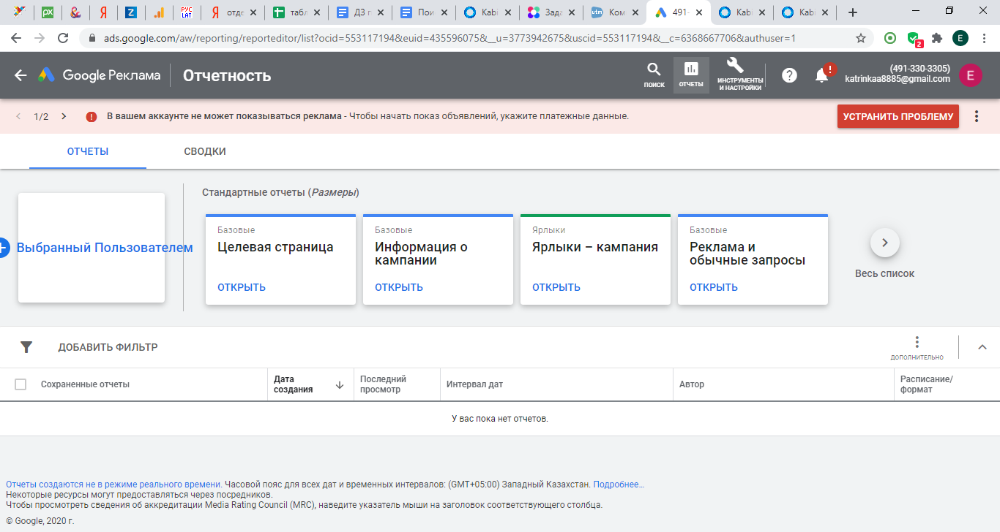 рх
Я
Z
РУС
LAT
Я отде
табл
ДЗ г
Пои
Kabi
Зада
utm Ком
491-
Kabi
Kabi
ads.google.com/aw/reporting/reporteditor/list?ocid=553117194&euid=435596075&__u=3773942675&uscid=553117194&__c=6368667706&authuser=1
2
E
Google Реклама
Отчетность
ПОИСК
ОТЧЕТЫ
ИНСТРУМЕНТЫ
И НАСТРОЙКИ
?
!
(491-330-3305)
katrinkaa8885@gmail.com
E
1/2
! В вашем аккаунте не может показываться реклама - Чтобы начать показ объявлений, укажите платежные данные.
УСТРАНИТЬ ПРОБЛЕМУ
ОТЧЕТЫ
СВОДКИ
+ Выбранный Пользователем
Стандартные отчеты (Размеры)
Базовые
Целевая страница
ОТКРЫТЬ
Базовые
Информация о
кампании
ОТКРЫТЬ
Ярлыки
Ярлыки – кампания
ОТКРЫТЬ
Базовые
Реклама и
обычные запросы
ОТКРЫТЬ
Весь список
ДОБАВИТЬ ФИЛЬТР
ДОПОЛНИТЕЛЬНО
Сохраненные отчеты
Дата
создания
Последний
просмотр
Интервал дат
Автор
Расписание/
формат
У вас пока нет отчетов.
Отчеты создаются не в режиме реального времени. Часовой пояс для всех дат и временных интервалов: (GMT+05:00) Западный Казахстан. Подробнее…
Некоторые ресурсы могут предоставляться через посредников.
Чтобы просмотреть сведения об аккредитации Media Rating Council (MRC), наведите указатель мыши на заголовок соответствующего столбца.
© Google, 2020 г.